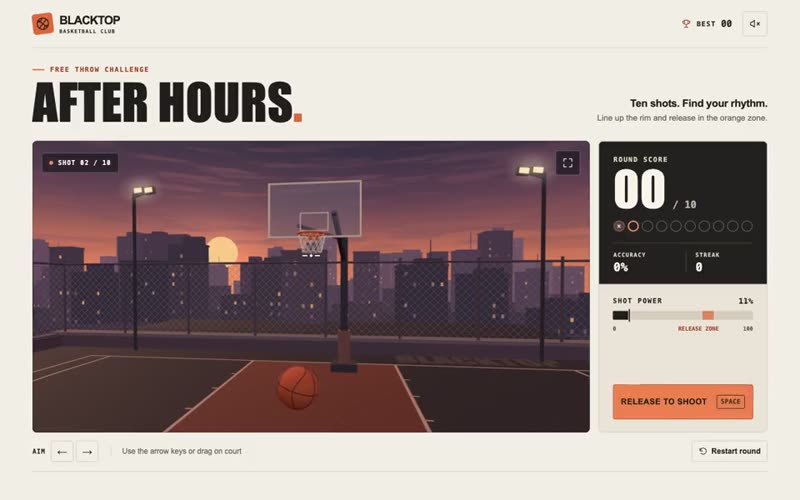 BLACKTOP
BASKETBALL CLUB
BEST 00
FREE THROW CHALLENGE
AFTER HOURS.
Ten shots. Find your rhythm.
Line up the rim and release in the orange zone.
SHOT 02 / 10
ROUND SCORE
00 / 10
ACCURACY
0%
STREAK
0
SHOT POWER 11%
0 RELEASE ZONE 100
RELEASE TO SHOOT SPACE
AIM ← →
Use the arrow keys or drag on court
Restart round